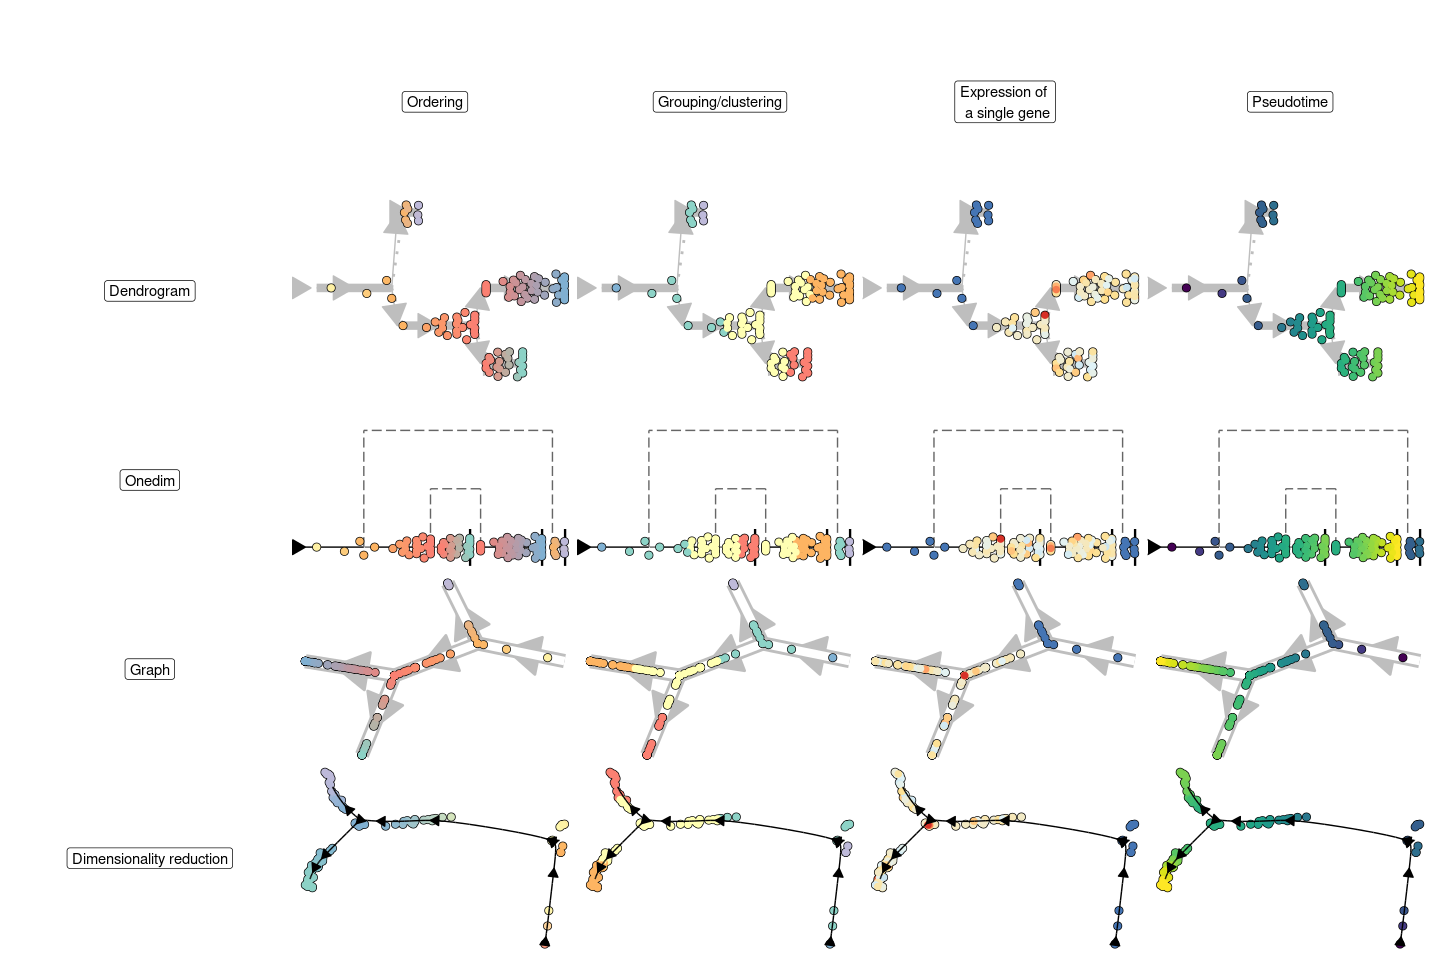 Ordering
Grouping/clustering
Expression of
a single gene
Pseudotime
Dendrogram
Onedim
Graph
Dimensionality reduction